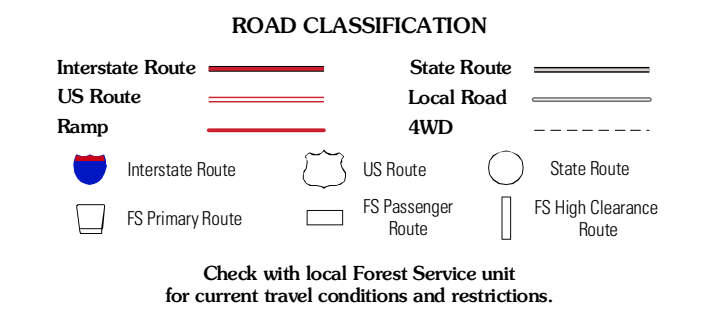 ROAD CLASSIFICATION
Interstate Route
State Route
US Route
Local Road
Ramp
4WD
Interstate Route
US Route
State Route
FS Primary Route
FS Passenger
Route
FS High Clearance
Route
Check with local Forest Service unit
for current travel conditions and restrictions.